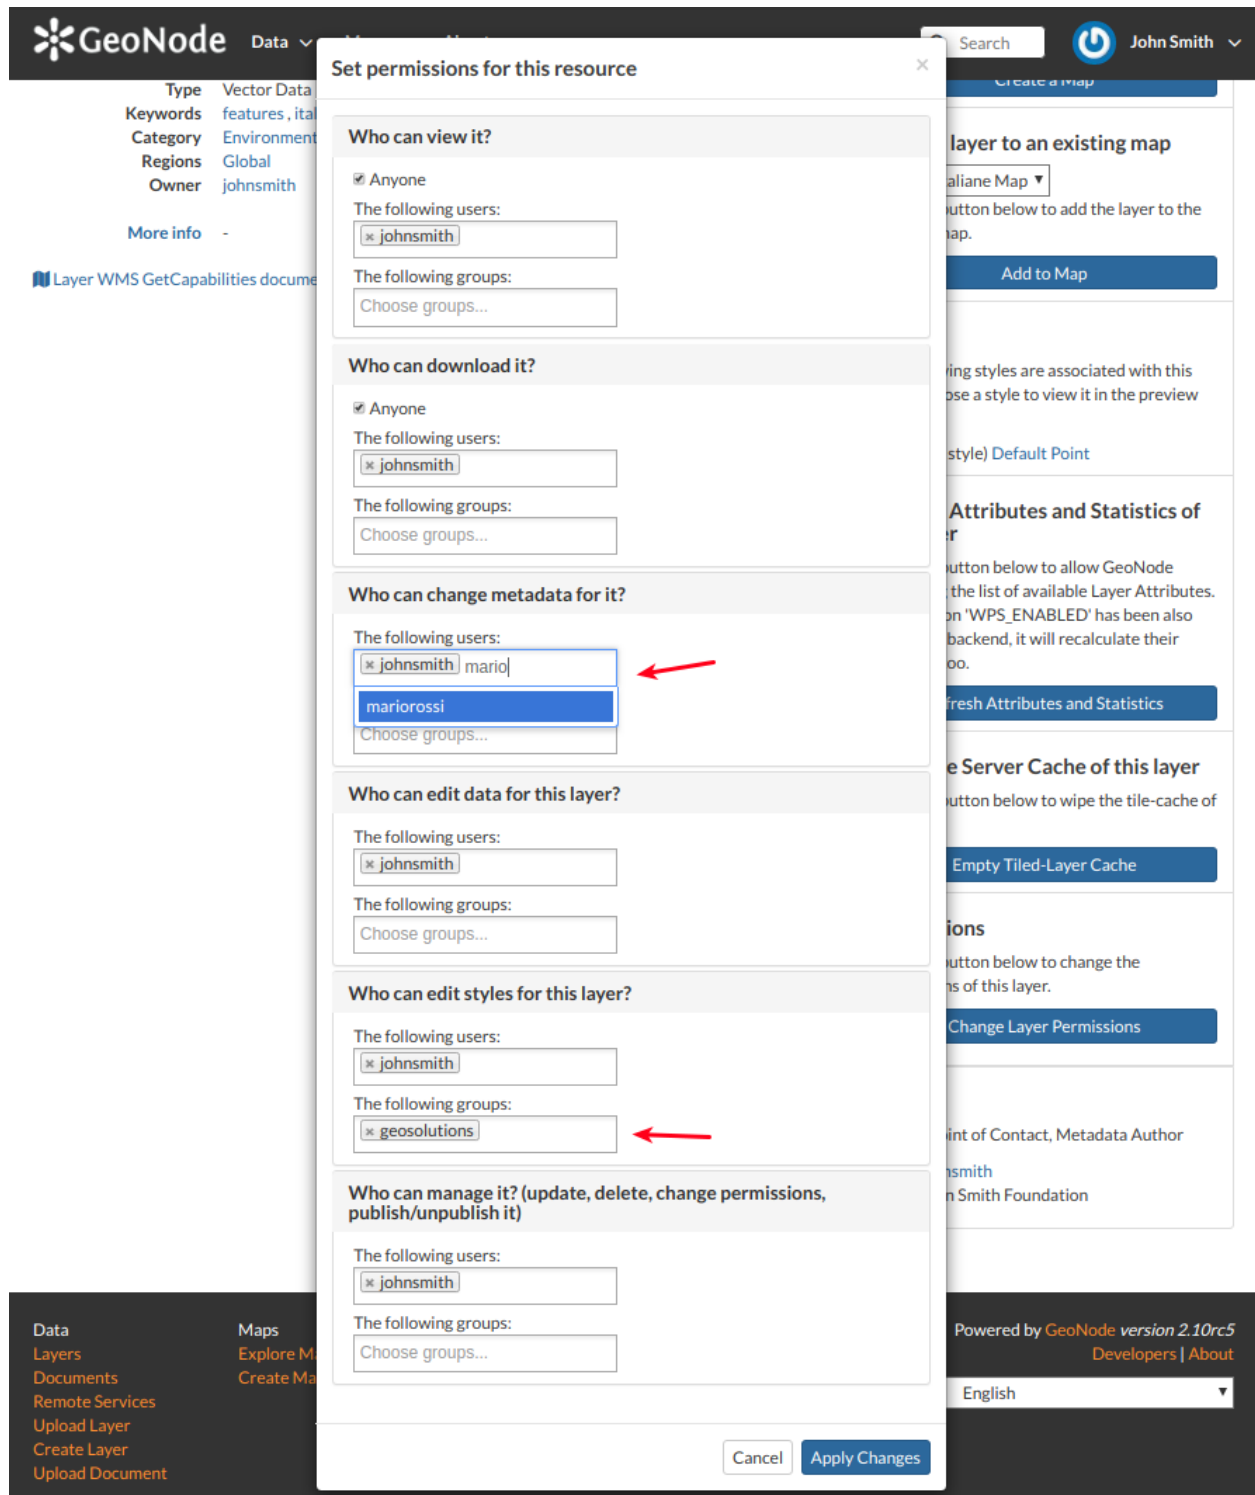 GeoNode Data Search John Smith
Set permissions for this resource
Type Vector Data
Keywords features , ital
Category Environment
Regions Global
Owner johnsmith
More info -
Layer WMS GetCapabilities docume
Who can view it?
Anyone
The following users:
× johnsmith
The following groups:
Choose groups...
Who can download it?
Anyone
The following users:
× johnsmith
The following groups:
Choose groups...
Who can change metadata for it?
The following users:
× johnsmith mario
mariorossi
Choose groups...
Who can edit data for this layer?
The following users:
× johnsmith
The following groups:
Choose groups...
Who can edit styles for this layer?
The following users:
× johnsmith
The following groups:
× geosolutions
Who can manage it? (update, delete, change permissions,
publish/unpublish it)
The following users:
× johnsmith
The following groups:
Choose groups...
Cancel Apply Changes
Create a Map
layer to an existing map
aliane Map
utton below to add the layer to the
ap.
Add to Map
ing styles are associated with this
ose a style to view it in the preview
style) Default Point
Attributes and Statistics of
er
utton below to allow GeoNode
the list of available Layer Attributes.
on 'WPS_ENABLED' has been also
backend, it will recalculate their
oo.
fresh Attributes and Statistics
e Server Cache of this layer
utton below to wipe the tile-cache of
Empty Tiled-Layer Cache
ions
utton below to change the
ns of this layer.
Change Layer Permissions
int of Contact, Metadata Author
nsmith
n Smith Foundation
Data
Layers
Documents
Remote Services
Upload Layer
Create Layer
Upload Document
Maps
Explore Ma
Create Ma
Powered by GeoNode version 2.10rc5
Developers | About
English